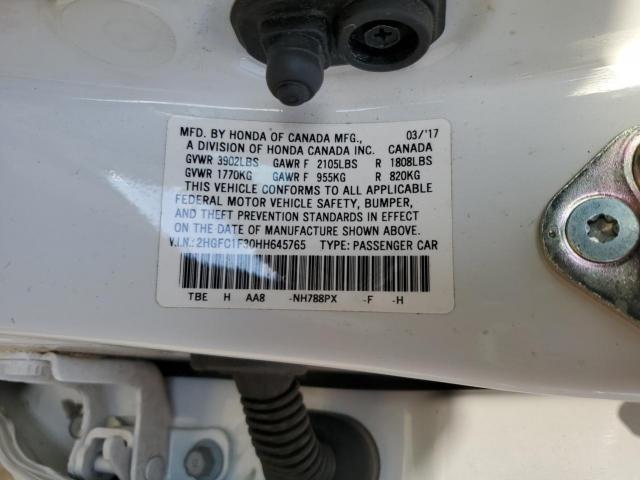 MFD. BY HONDA OF CANADA MFG., 03/'17
A DIVISION OF HONDA CANADA INC. CANADA
GVWR 3902LBS GAWR F 2105LBS R 1808LBS
GVWR 1770KG GAWR F 955KG R 820KG
THIS VEHICLE CONFORMS TO ALL APPLICABLE
FEDERAL MOTOR VEHICLE SAFETY, BUMPER,
AND THEFT PREVENTION STANDARDS IN EFFECT
ON THE DATE OF MANUFACTURE SHOWN ABOVE.
V.I.N.: 2HGFC1F30HH645765 TYPE: PASSENGER CAR
TBE H AA8 -NH788PX -F -H